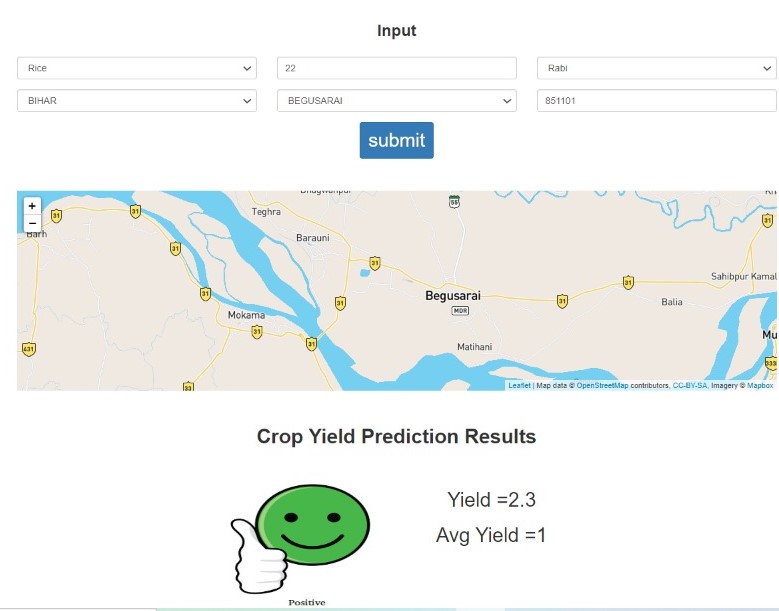 Input
Rice 22 Rabi
BIHAR BEGUSARAI 851101
submit
+
−
55
31 31 31
Teghra
Barh
Barauni
31
31
31
Sahibpur Kamal
31
Begusarai
31
31
Balia
MDR
Mokama
31
31
Mu
431
Matihani
333
33
Leaflet | Map data © OpenStreetMap contributors, CC-BY-SA, Imagery © Mapbox
Crop Yield Prediction Results
Yield =2.3
Avg Yield =1
Positive